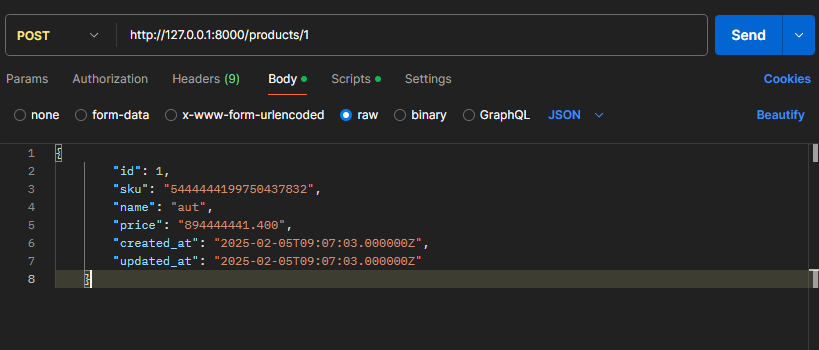 POST http://127.0.0.1:8000/products/1 Send
Params Authorization Headers (9) Body Scripts Settings Cookies
none form-data x-www-form-urlencoded raw binary GraphQL JSON Beautify
1 {
2 "id": 1,
3 "sku": "5444444199750437832",
4 "name": "aut",
5 "price": "894444441.400",
6 "created_at": "2025-02-05T09:07:03.000000Z",
7 "updated_at": "2025-02-05T09:07:03.000000Z"
8 }